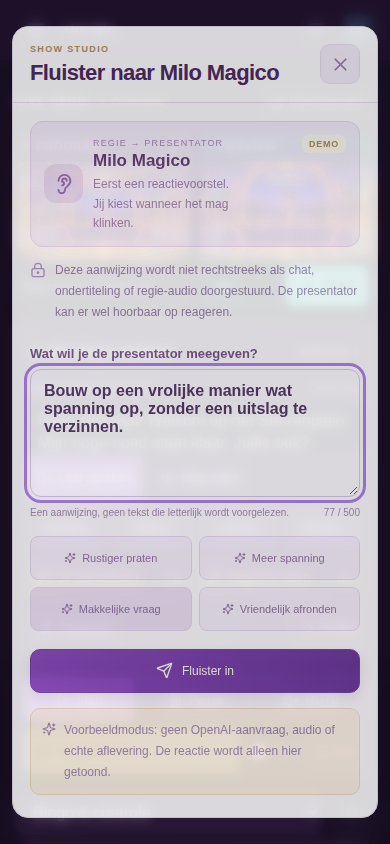 SHOW STUDIO
Fluister naar Milo Magico
REGIE → PRESENTATOR
DEMO
Milo Magico
Eerst een reactievoorstel.
Jij kiest wanneer het mag
klinken.
Deze aanwijzing wordt niet rechtstreeks als chat,
ondertiteling of regie-audio doorgestuurd. De presentator
kan er wel hoorbaar op reageren.
Wat wil je de presentator meegeven?
Bouw op een vrolijke manier wat
spanning op, zonder een uitslag te
verzinnen.
Een aanwijzing, geen tekst die letterlijk wordt voorgelezen.
77 / 500
Rustiger praten
Meer spanning
Makkelijke vraag
Vriendelijk afronden
Fluister in
Voorbeeldmodus: geen OpenAI-aanvraag, audio of
echte aflevering. De reactie wordt alleen hier
getoond.